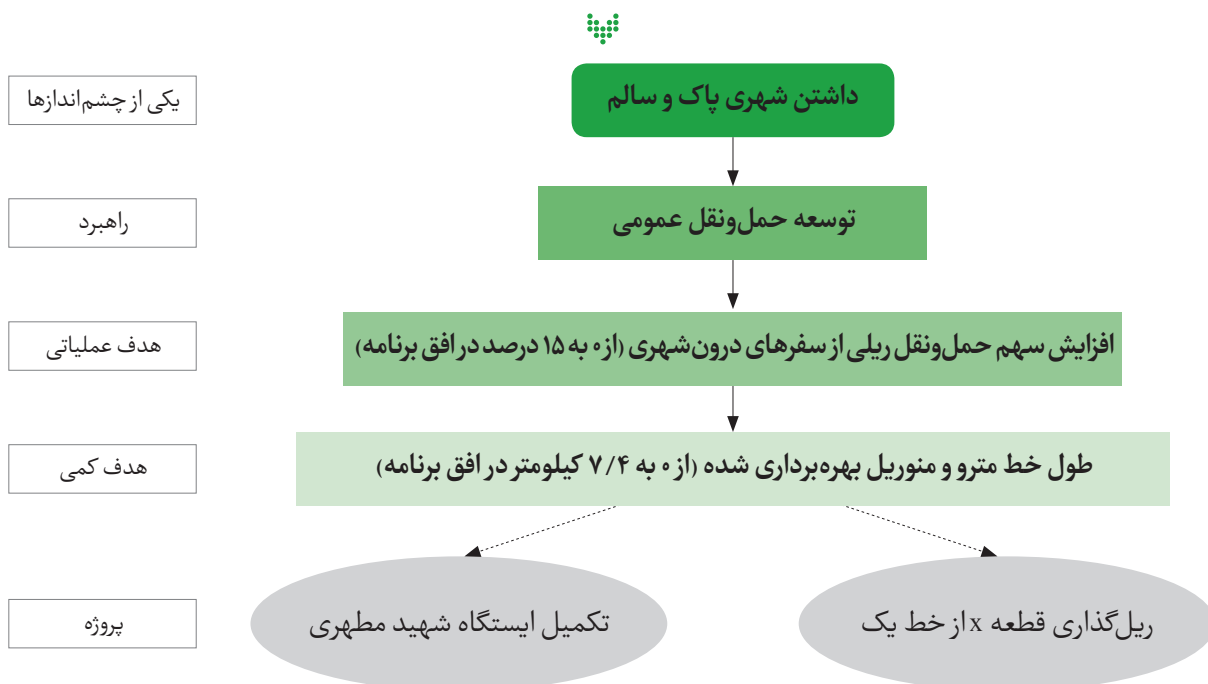 داشتن شهری پاک و سالم
یکی از چشم‌اندازها
توسعه حمل‌ونقل عمومی
راهبرد
افزایش سهم حمل‌ونقل ریلی از سفرهای درون‌شهری (از ۰ به ۱۵ درصد در افق برنامه)
هدف عملیاتی
طول خط مترو و منوریل بهره‌برداری شده (از ۰ به ۷/۴ کیلومتر در افق برنامه)
هدف کمی
ریل‌گذاری قطعه x از خط یک
تکمیل ایستگاه شهید مطهری
پروژه